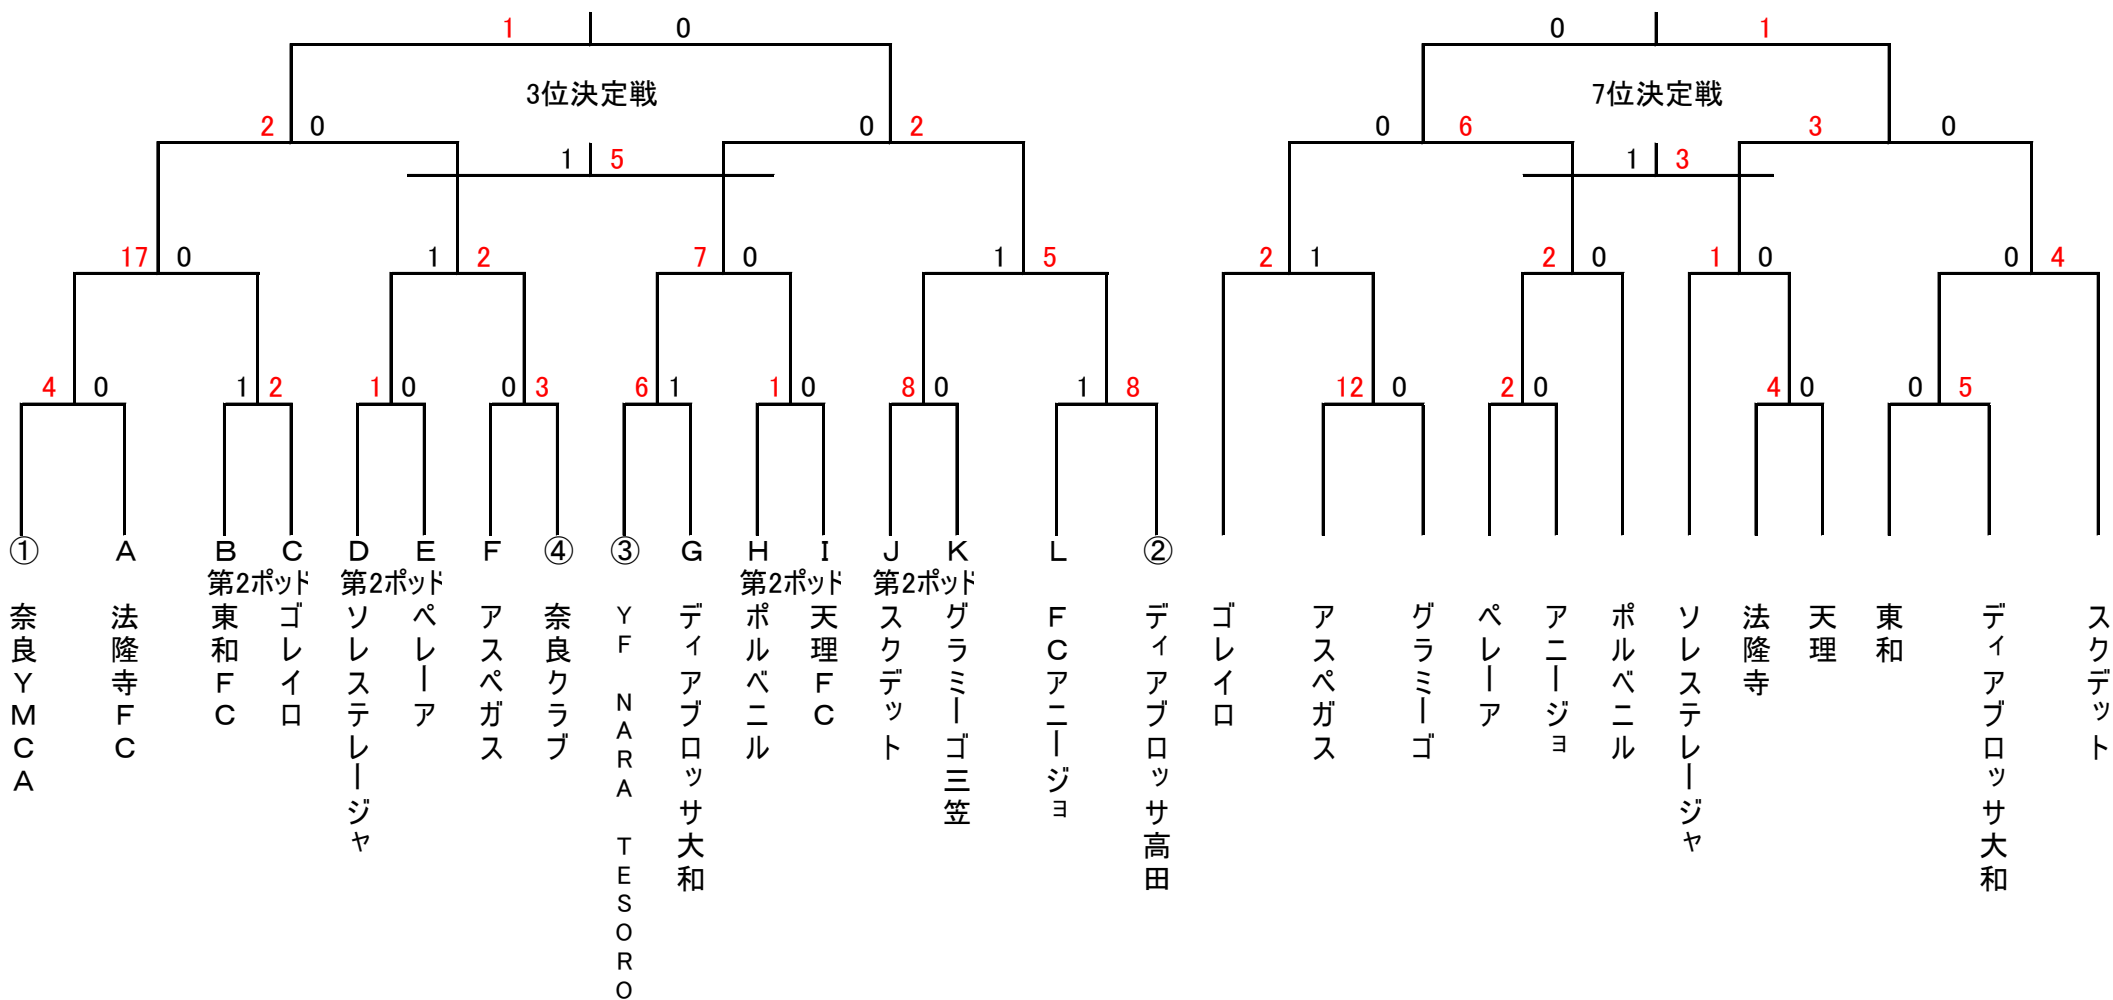 1 0 0 1
3位決定戦 7位決定戦
2 0 0 2 0 6 3 0
1 5 1 3
17 0 1 2 7 0 1 5 2 1 2 0 1 0 0 4
4 0 1 2 1 0 0 3 6 1 1 0 8 0 1 8 12 0 2 0 4 0 0 5
① A B C D E F ④ ③ G H I J K L ②
第2ポッド 第2ポッド 第2ポッド 第2ポッド
奈良YMCA
法隆寺FC
東和FC
ゴレイロ
ソレステレージャ
ペレーア
アスペガス
奈良クラブ
YF NARA TESORO
ディアブロッサ大和
ポルベニル
天理FC
スクデット
グラミーゴ三笠
FCアニージョ
ディアブロッサ高田
ゴレイロ
アスペガス
グラミーゴ
ペレーア
アニージョ
ポルベニル
ソレステレージャ
法隆寺
天理
東和
ディアブロッサ大和
スクデット